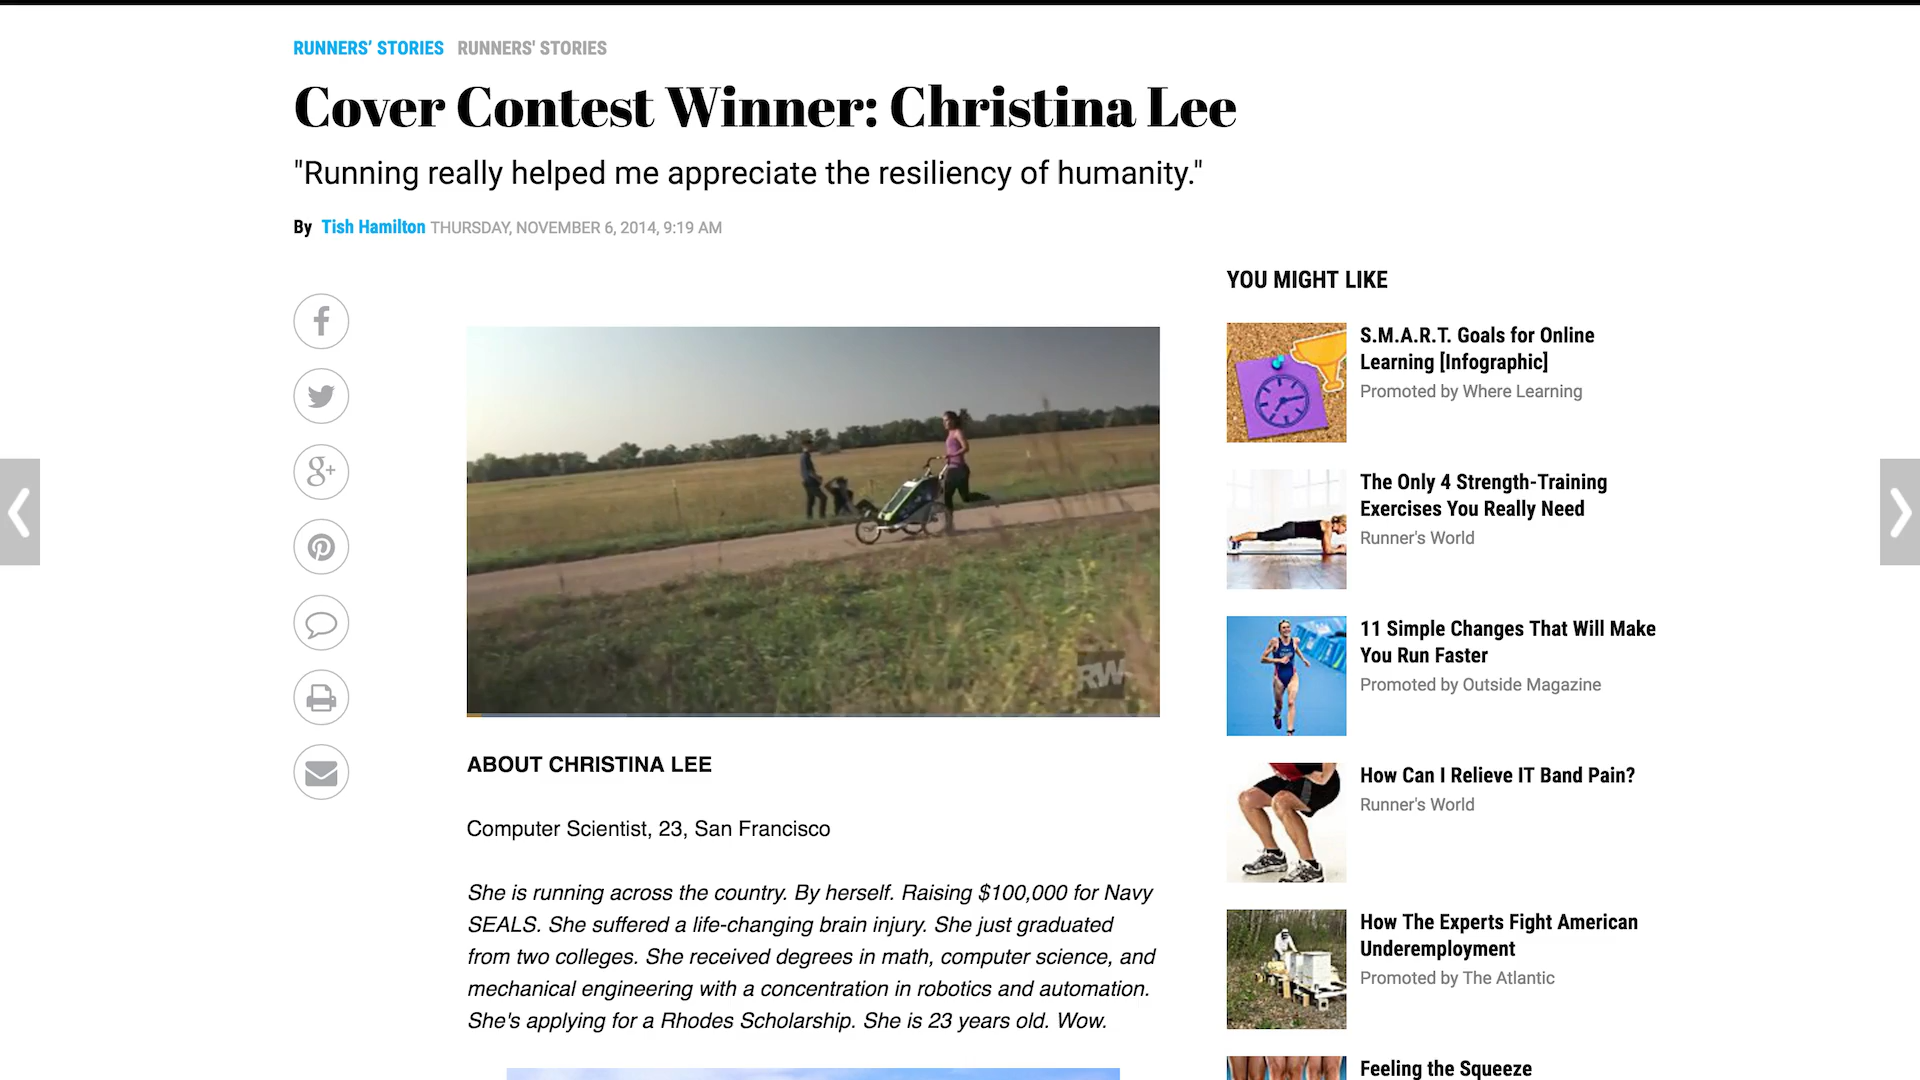 RUNNERS’ STORIES RUNNERS' STORIES
Cover Contest Winner: Christina Lee
"Running really helped me appreciate the resiliency of humanity."
By Tish Hamilton THURSDAY, NOVEMBER 6, 2014, 9:19 AM
g+
RW
ABOUT CHRISTINA LEE
Computer Scientist, 23, San Francisco
She is running across the country. By herself. Raising $100,000 for Navy
SEALS. She suffered a life-changing brain injury. She just graduated
from two colleges. She received degrees in math, computer science, and
mechanical engineering with a concentration in robotics and automation.
She's applying for a Rhodes Scholarship. She is 23 years old. Wow.
YOU MIGHT LIKE
S.M.A.R.T. Goals for Online
Learning [Infographic]
Promoted by Where Learning
The Only 4 Strength-Training
Exercises You Really Need
Runner's World
11 Simple Changes That Will Make
You Run Faster
Promoted by Outside Magazine
How Can I Relieve IT Band Pain?
Runner's World
How The Experts Fight American
Underemployment
Promoted by The Atlantic
Feeling the Squeeze